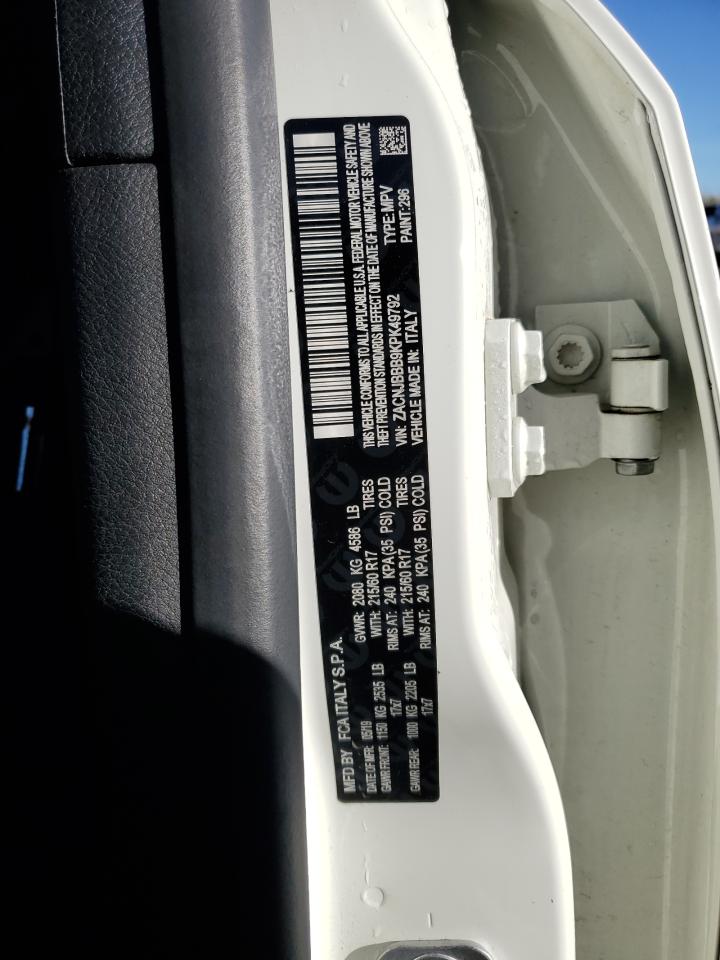 MFD BY FCA ITALY S.P.A.
DATE OF MFR: 05/19 GVWR: 2080 KG 4586 LB
GAWR FRONT: 1150 KG 2535 LB WITH: 215/60 R17 TIRES
17x7 RIMS AT: 240 KPA(35 PSI) COLD
GAWR REAR: 1000 KG 2205 LB WITH: 215/60 R17 TIRES
17x7 RIMS AT: 240 KPA(35 PSI) COLD
THIS VEHICLE CONFORMS TO ALL APPLICABLE U.S.A. FEDERAL MOTOR VEHICLE SAFETY AND
THEFT PREVENTION STANDARDS IN EFFECT ON THE DATE OF MANUFACTURE SHOWN ABOVE
VIN: ZACNJBBB9KPK49792 TYPE: MPV
VEHICLE MADE IN: ITALY PAINT: 296